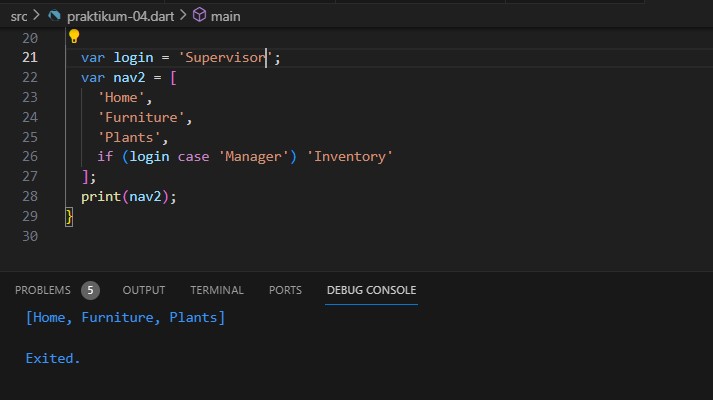 src > praktikum-04.dart > main
20
21 var login = 'Supervisor';
22 var nav2 = [
23 'Home',
24 'Furniture',
25 'Plants',
26 if (login case 'Manager') 'Inventory'
27 ];
28 print(nav2);
29 }
30
PROBLEMS 5 OUTPUT TERMINAL PORTS DEBUG CONSOLE
[Home, Furniture, Plants]
Exited.